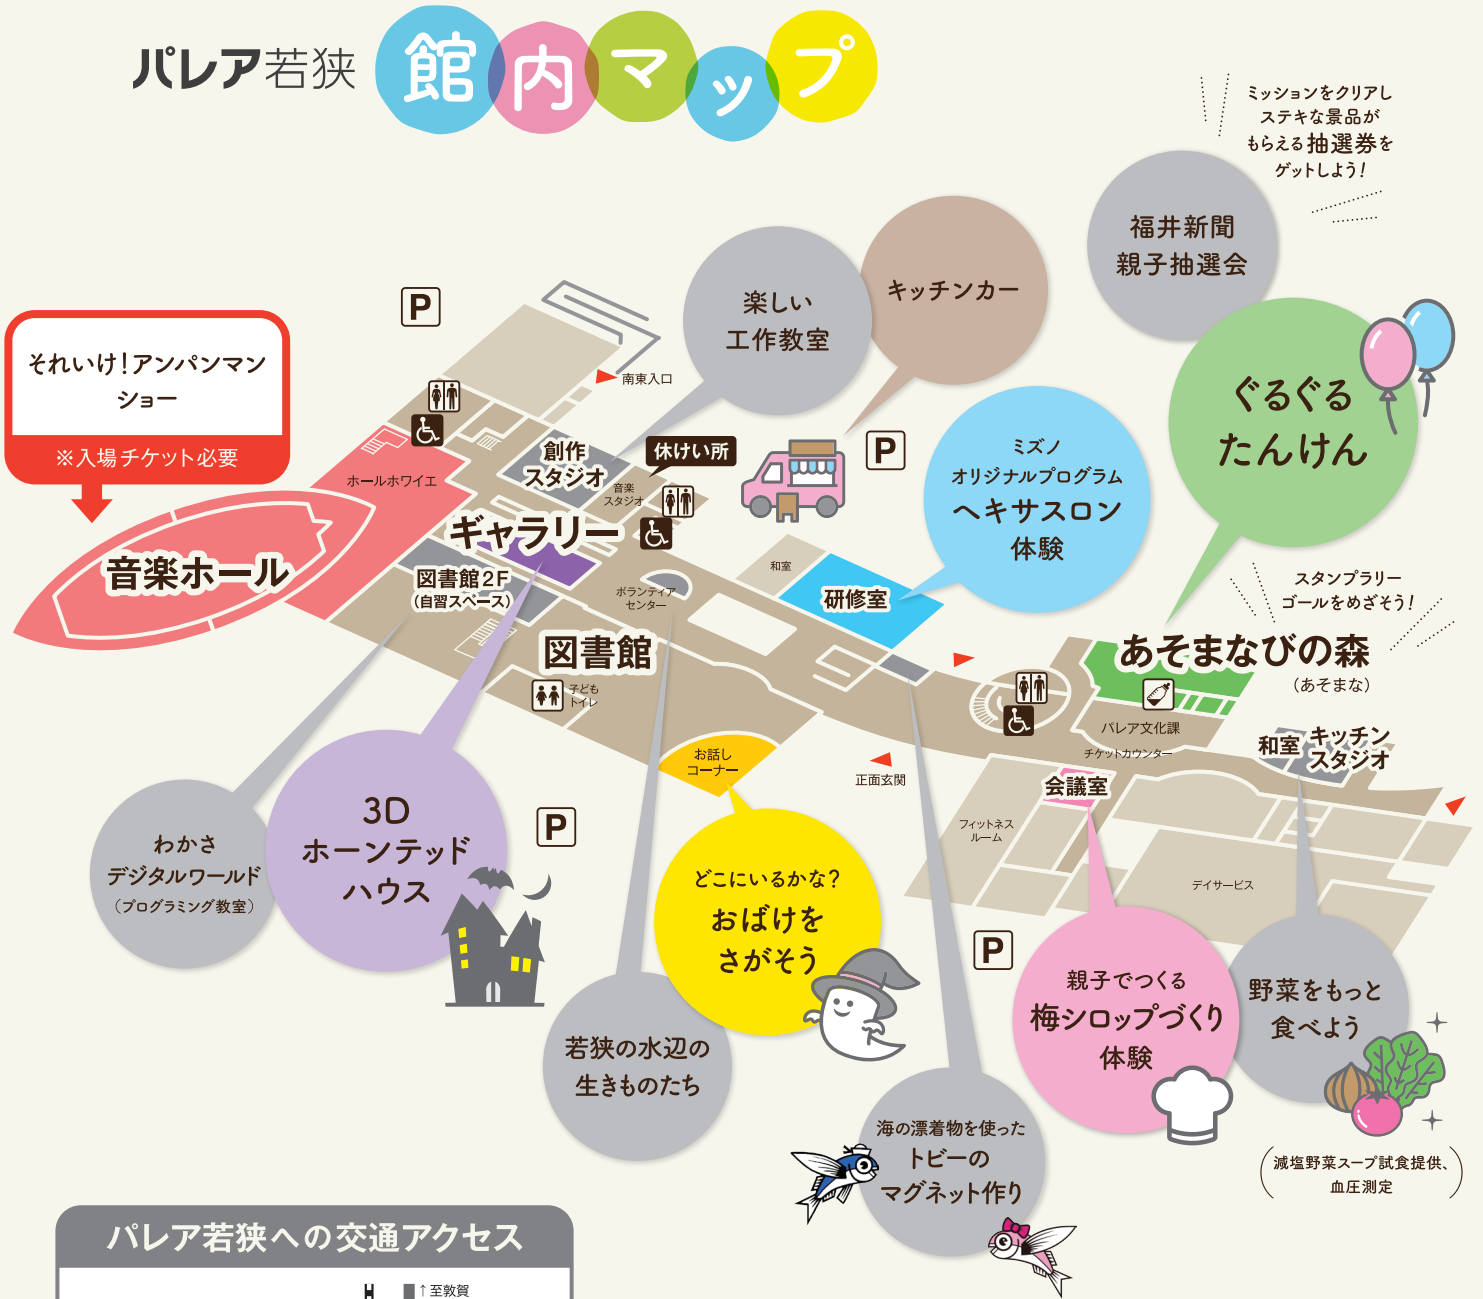 パレア若狭 館内マップ
ミッションをクリアし
ステキな景品が
もらえる抽選券を
ゲットしよう!
福井新聞
親子抽選会
キッチンカー
楽しい
工作教室
P
それいけ!アンパンマン
ショー
※入場チケット必要
南東入口
ぐるぐる
たんけん
ミズノ
オリジナルプログラム
ヘキサスロン
体験
P
休けい所
創作
スタジオ
音楽
スタジオ
ホールホワイエ
ギャラリー
音楽ホール
図書館2F
(自習スペース)
和室
ボランティア
センター
研修室
スタンプラリー
ゴールをめざそう!
あそまなびの森
(あそまな)
図書館
子ども
トイレ
パレア文化課
チケットカウンター
和室
キッチン
スタジオ
お話し
コーナー
正面玄関
会議室
フィットネス
ルーム
デイサービス
わかさ
デジタルワールド
(プログラミング教室)
3D
ホーンテッド
ハウス
P
どこにいるかな?
おばけを
さがそう
P
若狭の水辺の
生きものたち
海の漂着物を使った
トビーの
マグネット作り
親子でつくる
梅シロップづくり
体験
野菜をもっと
食べよう
(減塩野菜スープ試食提供、
血圧測定)
パレア若狭への交通アクセス
↑至敦賀